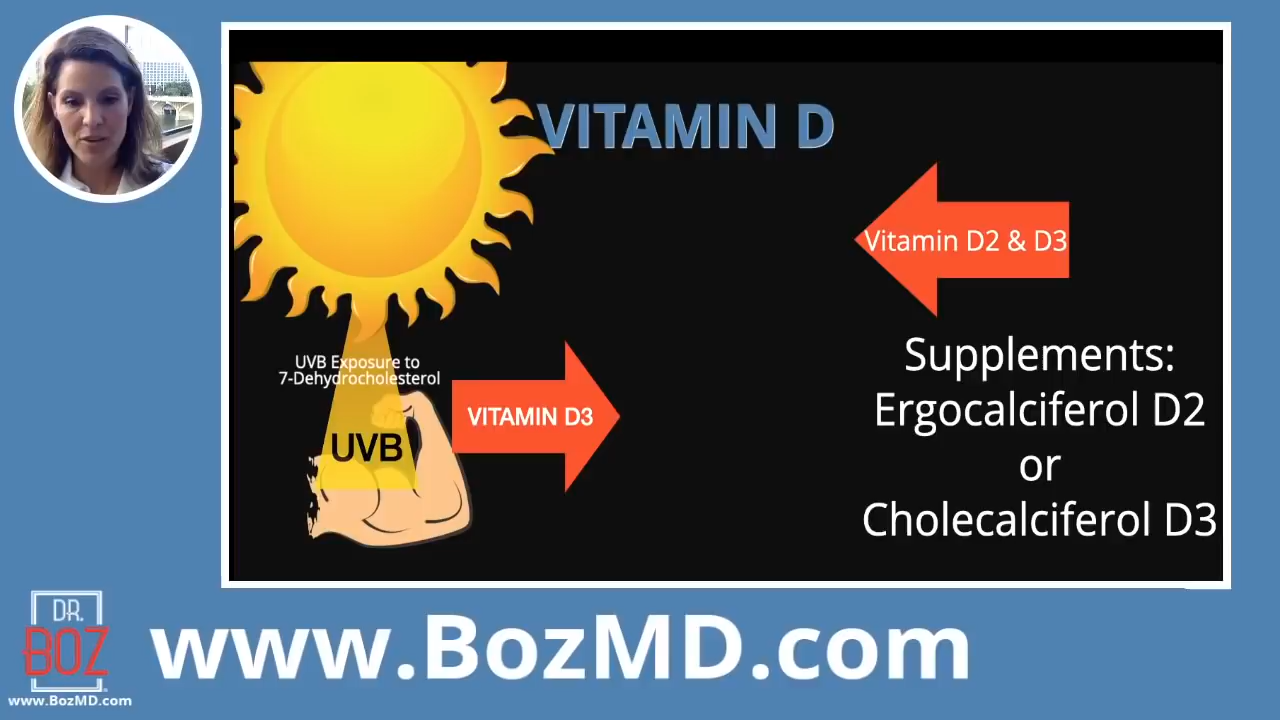 VITAMIN D
Vitamin D2 & D3
UVB Exposure to
7-Dehydrocholesterol
UVB
VITAMIN D3
Supplements:
Ergocalciferol D2
or
Cholecalciferol D3
DR.
BOZ
www.BozMD.com
www.BozMD.com